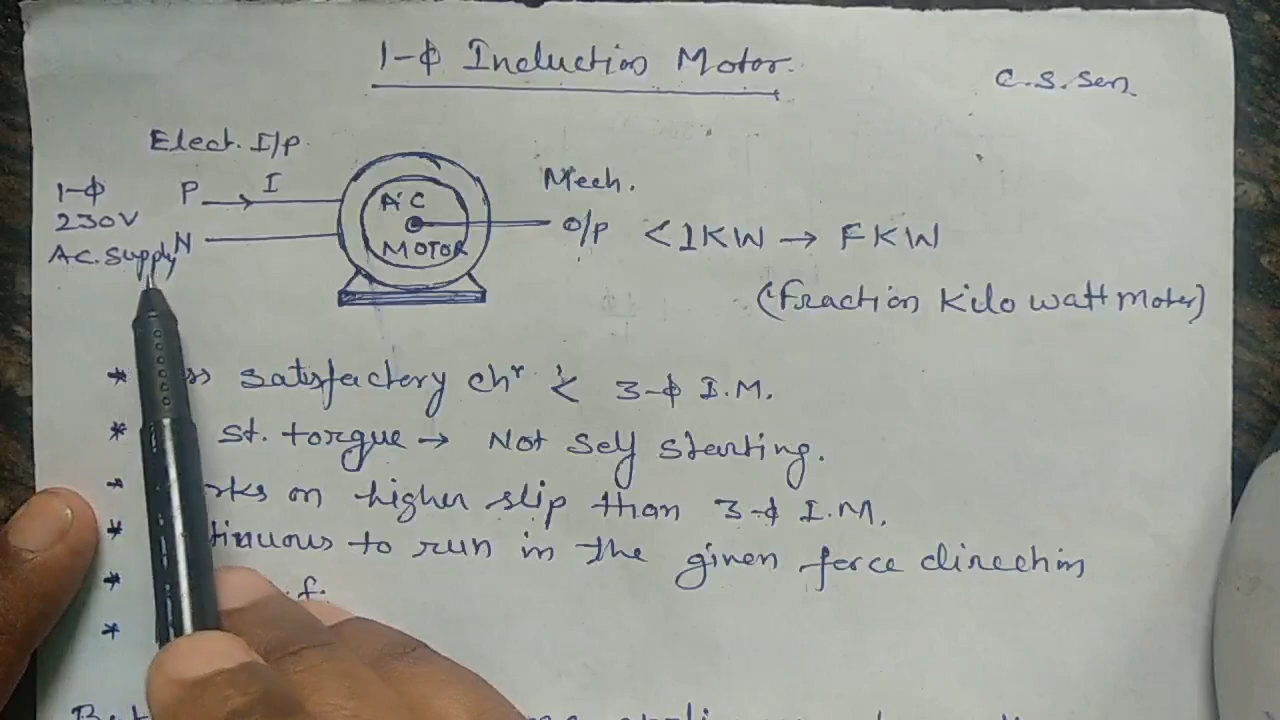 1-ϕ Induction Motor.
C.S.Sen
Elect. I/p.
1-ϕ
230V
A.C. Supply
P
I
N
A.C
MOTOR
Mech.
O/p < 1KW → FKW
(Fraction Kilo watt Moter)
* satisfactory chʳ < 3-ϕ I.M.
* st. torque → Not Self starting.
* on higher slip than 3-ϕ I.M.
* to run in the given force direction
* .f.
*